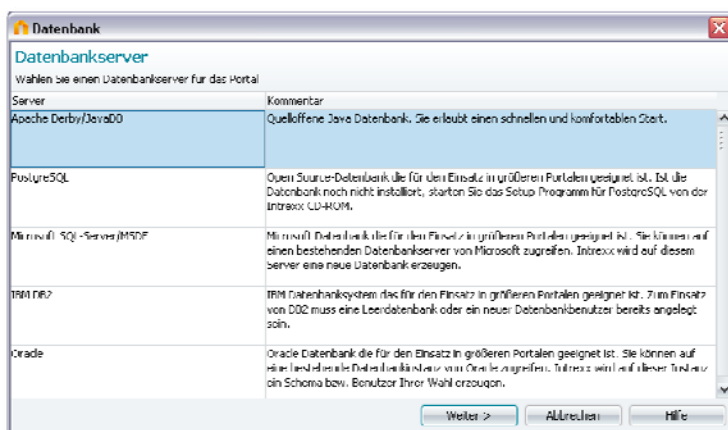 Datenbank
Datenbankserver
Wählen Sie einen Datenbankserver für das Portal
Server Kommentar
Apache Derby/JavaDB Quelloffene Java Datenbank. Sie erlaubt einen schnellen und komfortablen Start.
PostgreSQL Open Source-Datenbank die für den Einsatz in größeren Portalen geeignet ist. Ist die
Datenbank noch nicht installiert, starten Sie das Setup Programm für PostgreSQL von der
Intrexx CD-ROM.
Microsoft SQL-Server/MSDE Microsoft Datenbank die für den Einsatz in größeren Portalen geeignet ist. Sie können auf
einen bestehenden Datenbankserver von Microsoft zugreifen. Intrexx wird auf diesem
Server eine neue Datenbank erzeugen.
IBM DB2 IBM Datenbanksystem das für den Einsatz in größeren Portalen geeignet ist. Zum Einsatz
von DB2 muss eine Leerdatenbank oder ein neuer Datenbankbenutzer bereits angelegt
sein.
Oracle Oracle Datenbank die für den Einsatz in größeren Portalen geeignet ist. Sie können auf
eine bestehende Datenbankinstanz von Oracle zugreifen. Intrexx wird auf dieser Instanz
ein Schema bzw. Benutzer Ihrer Wahl erzeugen.
Weiter > Abbrechen Hilfe